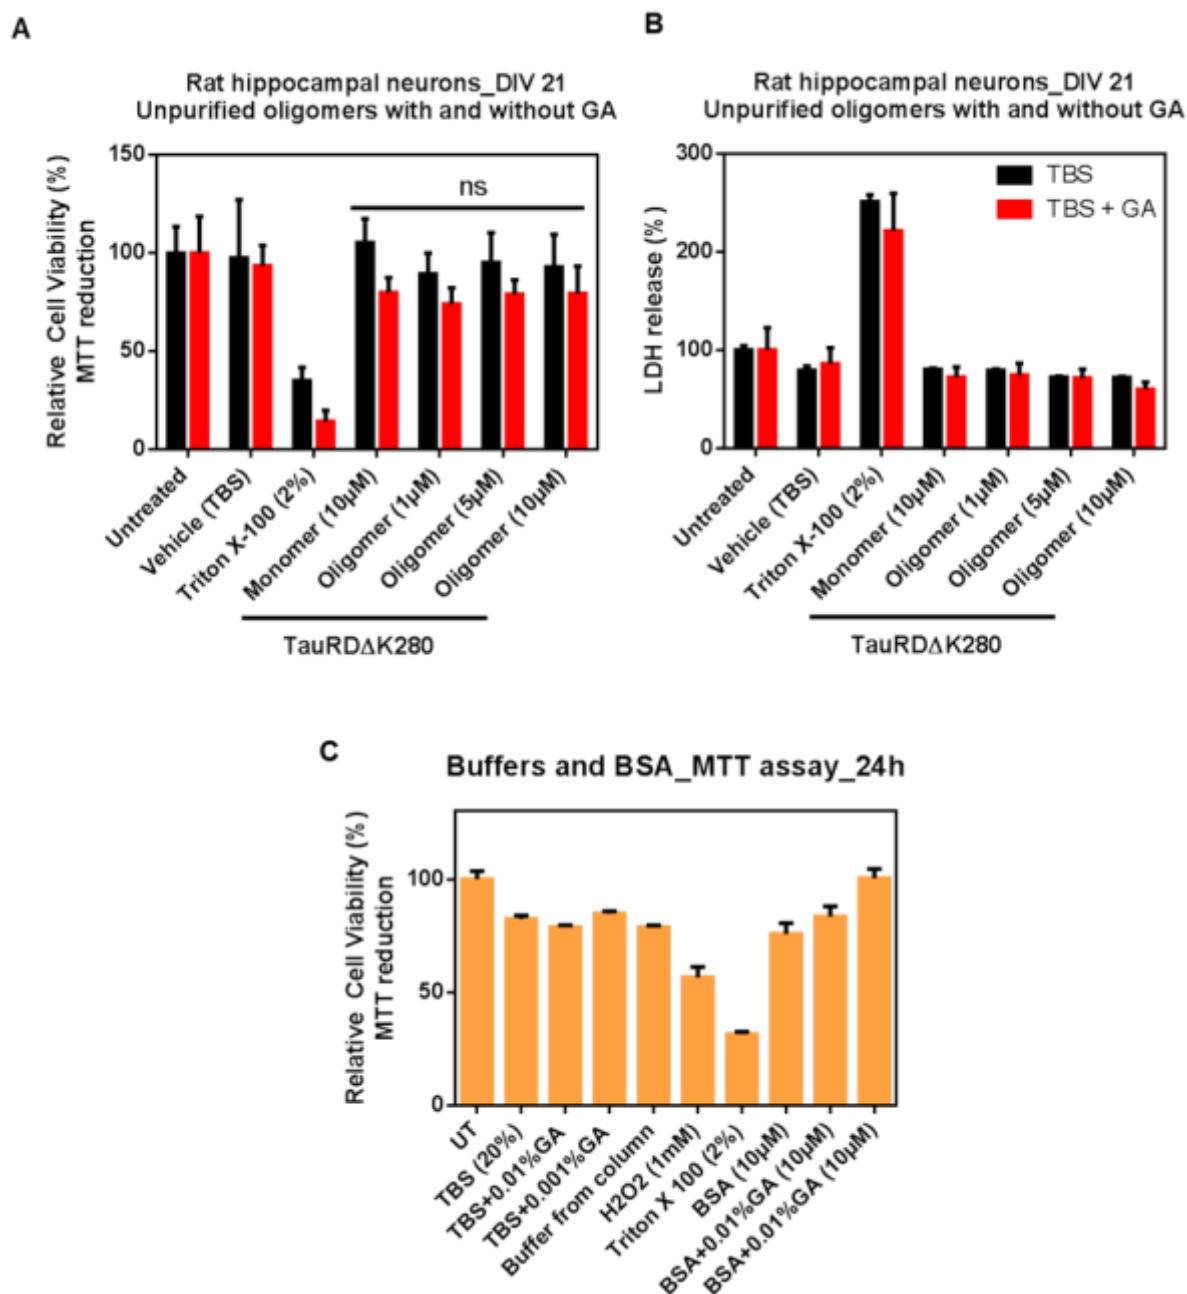 A
Rat hippocampal neurons_DIV 21
Unpurified oligomers with and without GA
Relative Cell Viability (%)
MTT reduction
150
100
50
0
ns
Untreated
Vehicle (TBS)
Triton X-100 (2%)
Monomer (10µM)
Oligomer (1µM)
Oligomer (5µM)
Oligomer (10µM)
TauRDΔK280
B
Rat hippocampal neurons_DIV 21
Unpurified oligomers with and without GA
LDH release (%)
300
200
100
0
TBS
TBS + GA
Untreated
Vehicle (TBS)
Triton X-100 (2%)
Monomer (10µM)
Oligomer (1µM)
Oligomer (5µM)
Oligomer (10µM)
TauRDΔK280
C
Buffers and BSA_MTT assay_24h
Relative Cell Viability (%)
MTT reduction
100
50
0
UT
TBS (20%)
TBS+0.01%GA
TBS+0.001%GA
Buffer from column
H2O2 (1mM)
Triton X 100 (2%)
BSA (10µM)
BSA+0.01%GA (10µM)
BSA+0.01%GA (10µM)